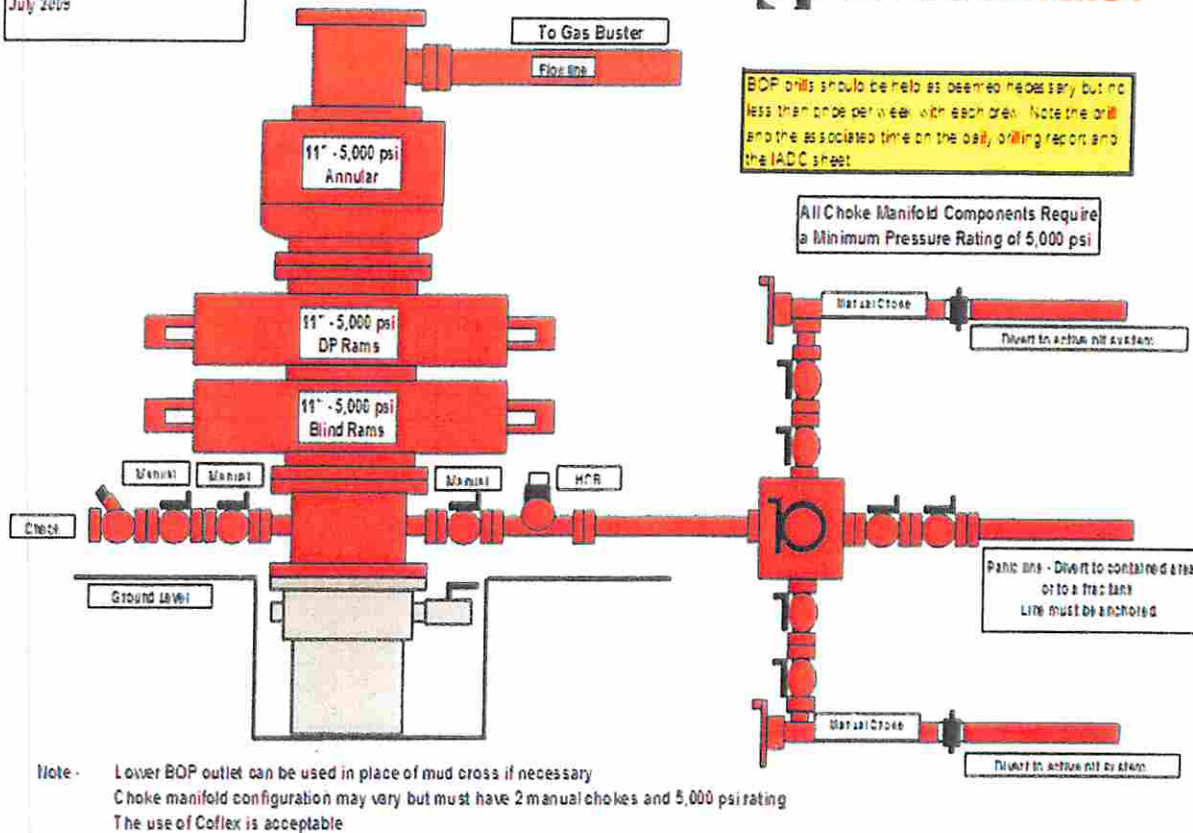 July 2009
To Gas Buster
Flow line
BOP drills should be help as deemed necessary but no
less than once per week with each crew. Note the drill
and the associated time on the daily drilling report and
the IADC sheet
11" - 5,000 psi
Annular
All Choke Manifold Components Require
a Minimum Pressure Rating of 5,000 psi
Manual Choke
Divert to active pit system
11" - 5,000 psi
DP Rams
11" - 5,000 psi
Blind Rams
Manual
Manual
Manual
HCR
Check
Panic line - Divert to contained area
or to a frac tank
Line must be anchored
Ground Level
Manual Choke
Divert to active pit system
Note - Lower BOP outlet can be used in place of mud cross if necessary
Choke manifold configuration may vary but must have 2 manual chokes and 5,000 psi rating
The use of Coflex is acceptable